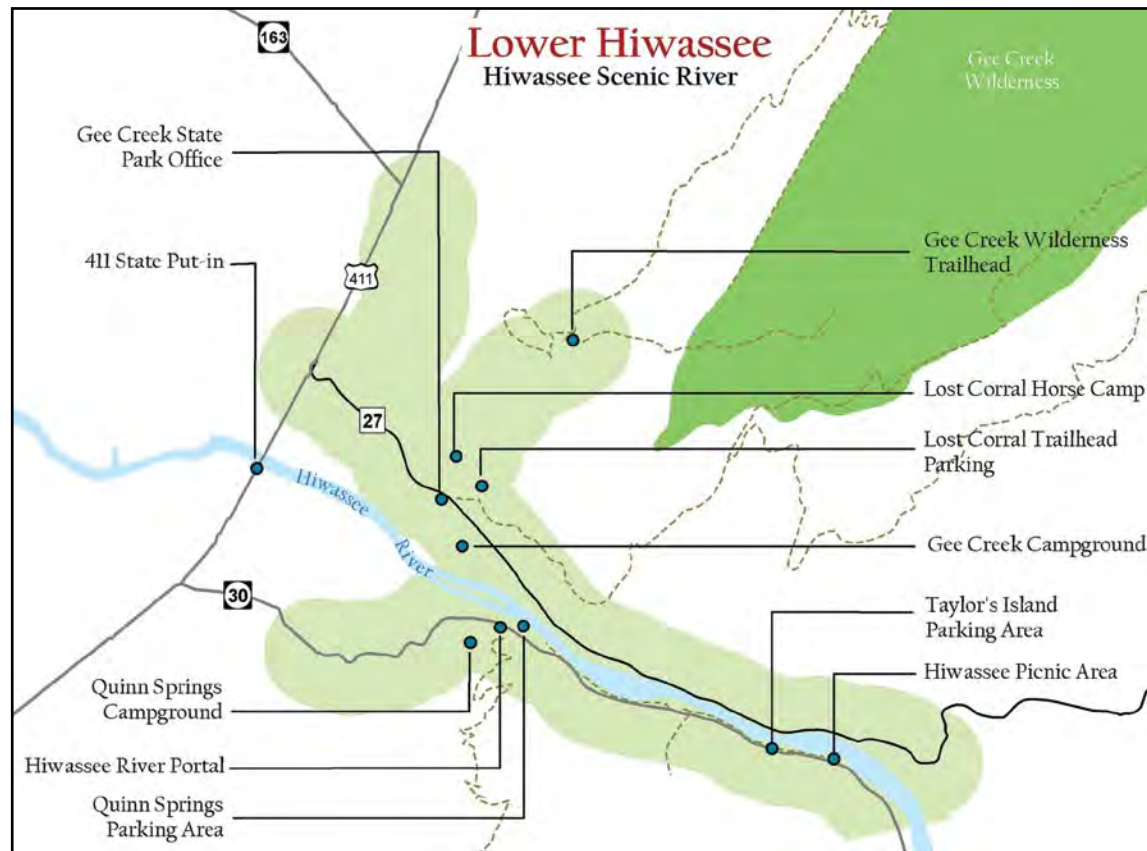 Lower Hiwassee
Hiwassee Scenic River
163
Gee Creek
Wilderness
Gee Creek State
Park Office
411 State Put-in
411
Gee Creek Wilderness
Trailhead
27
Lost Corral Horse Camp
Lost Corral Trailhead
Parking
Hiwassee
River
Gee Creek Campground
30
Taylor's Island
Parking Area
Hiwassee Picnic Area
Quinn Springs
Campground
Hiwassee River Portal
Quinn Springs
Parking Area